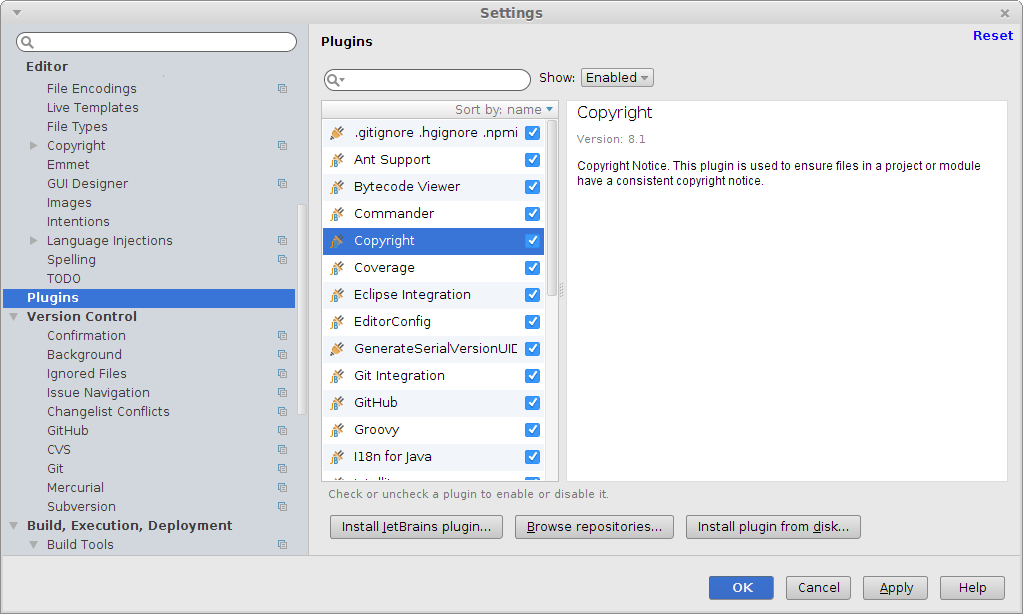 Settings
Editor
File Encodings
Live Templates
File Types
Copyright
Emmet
GUI Designer
Images
Intentions
Language Injections
Spelling
TODO
Plugins
Version Control
Confirmation
Background
Ignored Files
Issue Navigation
Changelist Conflicts
GitHub
CVS
Git
Mercurial
Subversion
Build, Execution, Deployment
Build Tools
Plugins
Reset
Show: Enabled
Sort by: name
.gitignore .hgignore .npmi
Ant Support
Bytecode Viewer
Commander
Copyright
Coverage
Eclipse Integration
EditorConfig
GenerateSerialVersionUID
Git Integration
GitHub
Groovy
I18n for Java
Copyright
Version: 8.1
Copyright Notice. This plugin is used to ensure files in a project or module
have a consistent copyright notice.
Check or uncheck a plugin to enable or disable it.
Install JetBrains plugin...
Browse repositories...
Install plugin from disk...
OK
Cancel
Apply
Help